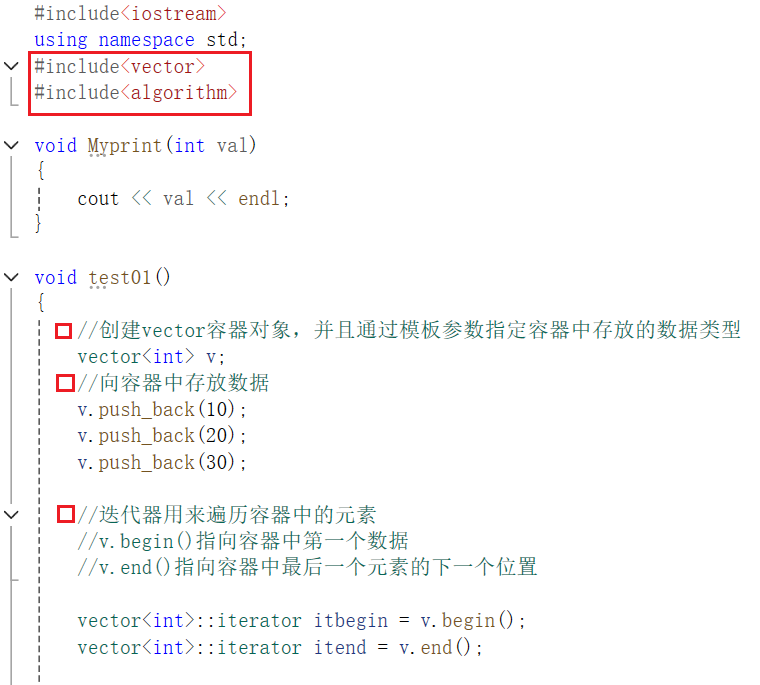 #include<iostream>
using namespace std;
#include<vector>
#include<algorithm>
void Myprint(int val)
{
cout << val << endl;
}
void test01()
{
//创建vector容器对象，并且通过模板参数指定容器中存放的数据类型
vector<int> v;
//向容器中存放数据
v.push_back(10);
v.push_back(20);
v.push_back(30);
//迭代器用来遍历容器中的元素
//v.begin()指向容器中第一个数据
//v.end()指向容器中最后一个元素的下一个位置
vector<int>::iterator itbegin = v.begin();
vector<int>::iterator itend = v.end();